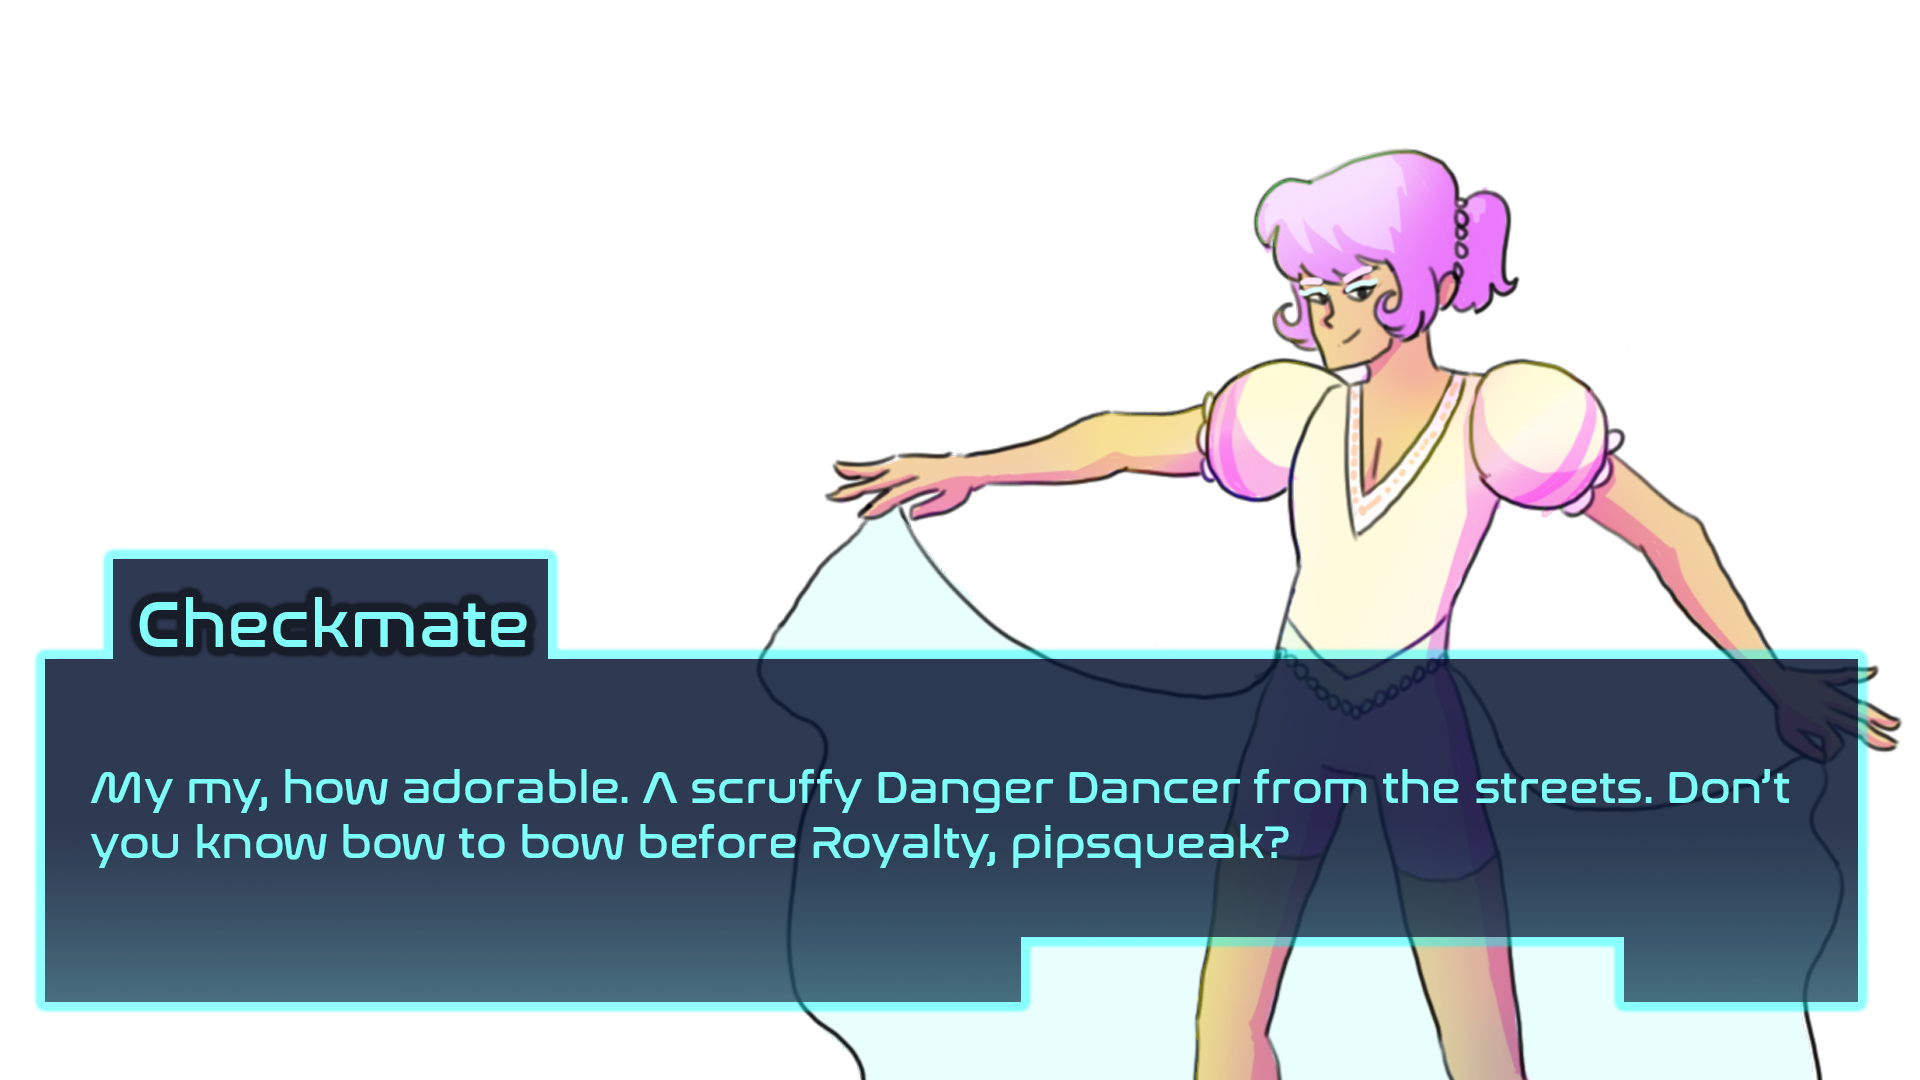 Checkmate
My my, how adorable. A scruffy Danger Dancer from the streets. Don't
you know bow to bow before Royalty, pipsqueak?